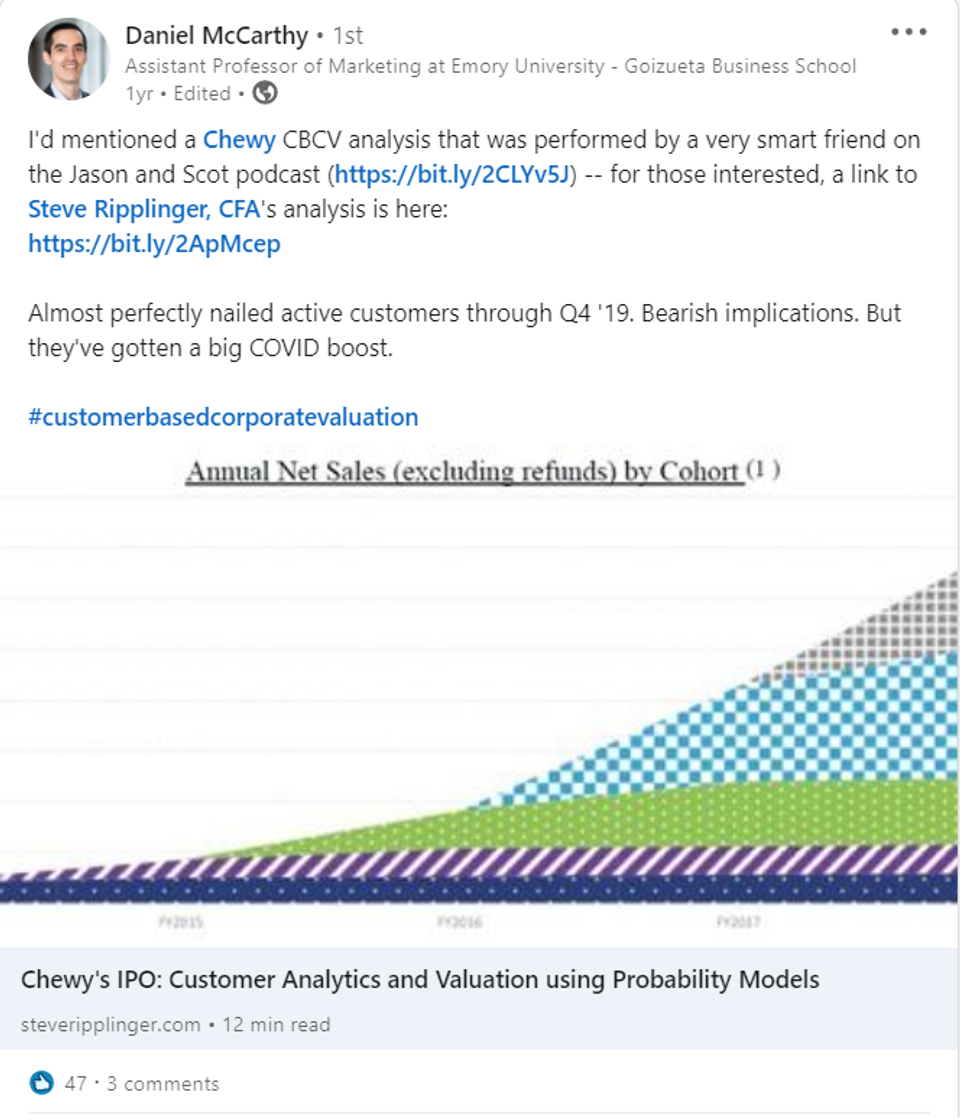 Daniel McCarthy • 1st
Assistant Professor of Marketing at Emory University - Goizueta Business School
1yr • Edited •
I'd mentioned a Chewy CBCV analysis that was performed by a very smart friend on
the Jason and Scot podcast (https://bit.ly/2CLYv5J) -- for those interested, a link to
Steve Ripplinger, CFA's analysis is here:
https://bit.ly/2ApMcep
Almost perfectly nailed active customers through Q4 '19. Bearish implications. But
they've gotten a big COVID boost.
#customerbasedcorporatevaluation
Annual Net Sales (excluding refunds) by Cohort (1)
FY2015 FY2016 FY2017
Chewy's IPO: Customer Analytics and Valuation using Probability Models
steveripplinger.com • 12 min read
47 · 3 comments